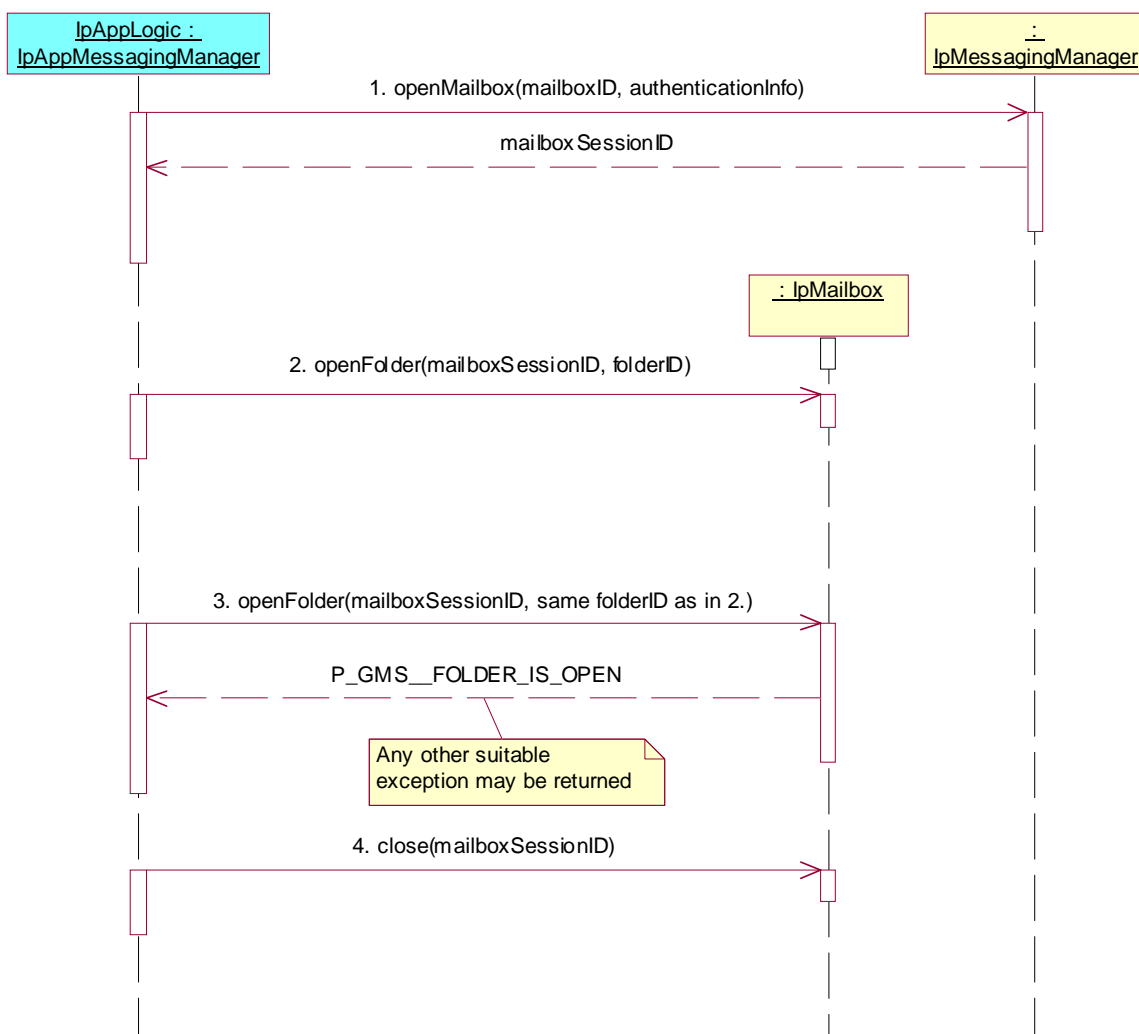 IpAppLogic :
IpAppMessagingManager
:
IpMessagingManager
1. openMailbox(mailboxID, authenticationInfo)
mailboxSessionID
: IpMailbox
2. openFolder(mailboxSessionID, folderID)
3. openFolder(mailboxSessionID, same folderID as in 2.)
P_GMS__FOLDER_IS_OPEN
Any other suitable
exception may be returned
4. close(mailboxSessionID)